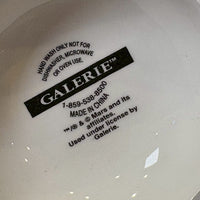 HAND WASH ONLY NOT FOR
DISHWASHER, MICROWAVE
OR OVEN USE.
GALERIE™
1-859-538-8500
MADE IN CHINA
™/® & © Mars and its
affiliates.
Used under license by
Galerie.